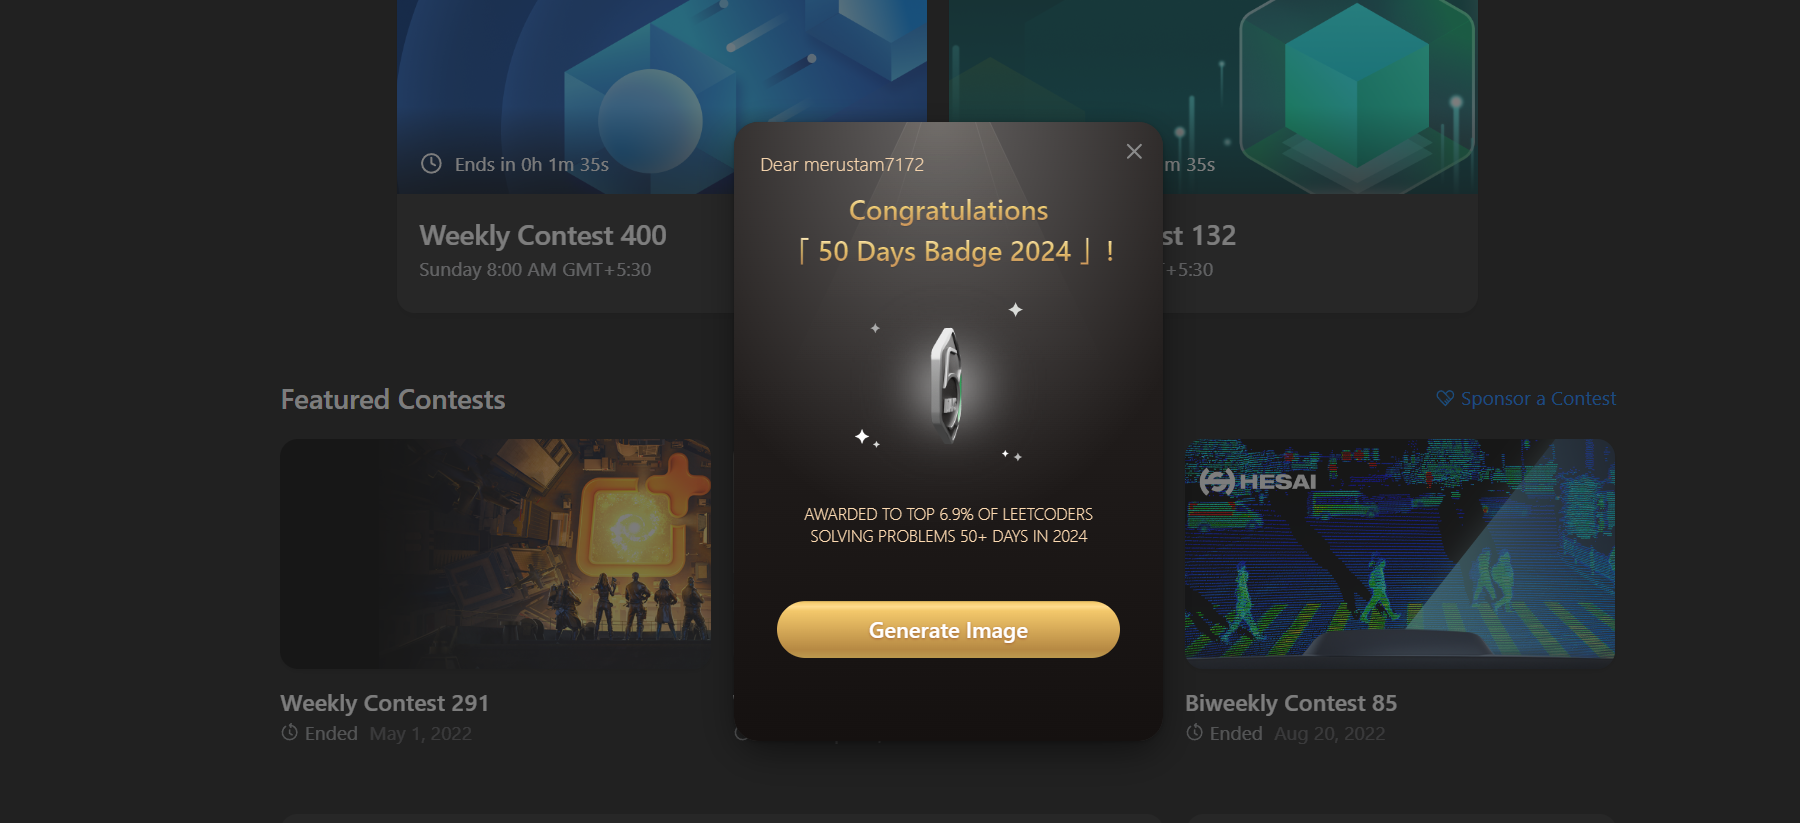 Ends in 0h 1m 35s
m 35s
Weekly Contest 400
Sunday 8:00 AM GMT+5:30
st 132
+5:30
Dear merustam7172
Congratulations
「 50 Days Badge 2024 」 !
AWARDED TO TOP 6.9% OF LEETCODERS
SOLVING PROBLEMS 50+ DAYS IN 2024
Generate Image
Featured Contests
Sponsor a Contest
HESAI
Weekly Contest 291
Ended May 1, 2022
Biweekly Contest 85
Ended Aug 20, 2022